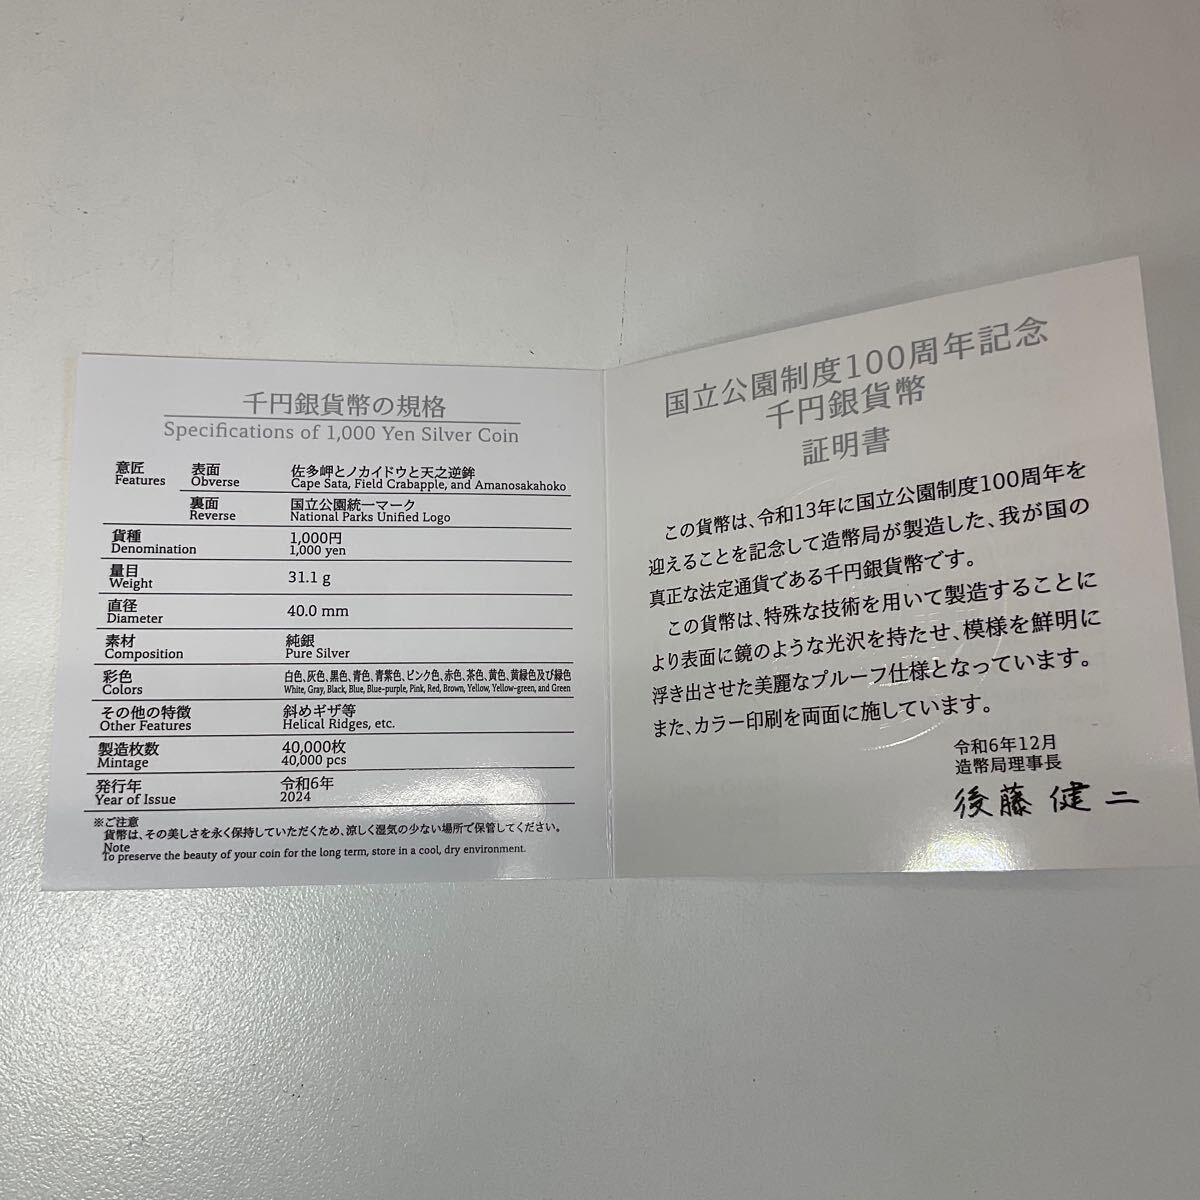 千円銀貨幣の規格
Specifications of 1,000 Yen Silver Coin
意匠 表面 佐多岬とノカイドウと天之逆鉾
Features Obverse Cape Sata, Field Crabapple, and Amanosakahoko
裏面 国立公園統一マーク
Reverse National Parks Unified Logo
貨種 1,000円
Denomination 1,000 yen
量目
Weight 31.1 g
直径
Diameter 40.0 mm
素材 純銀
Composition Pure Silver
彩色 白色、灰色、黒色、青色、青紫色、ピンク色、赤色、茶色、黄色、黄緑色及び緑色
Colors White, Gray, Black, Blue, Blue-purple, Pink, Red, Brown, Yellow, Yellow-green, and Green
その他の特徴 斜めギザ等
Other Features Helical Ridges, etc.
製造枚数 40,000枚
Mintage 40,000 pcs
発行年 令和6年
Year of Issue 2024
※ご注意
貨幣は、その美しさを永く保持していただくため、涼しく湿気の少ない場所で保管してください。
Note
To preserve the beauty of your coin for the long term, store in a cool, dry environment.
国立公園制度100周年記念
千円銀貨幣
証明書
この貨幣は、令和13年に国立公園制度100周年を
迎えることを記念して造幣局が製造した、我が国の
真正な法定通貨である千円銀貨幣です。
この貨幣は、特殊な技術を用いて製造することに
より表面に鏡のような光沢を持たせ、模様を鮮明に
浮き出させた美麗なプルーフ仕様となっています。
また、カラー印刷を両面に施しています。
令和6年12月
造幣局理事長
後藤健二